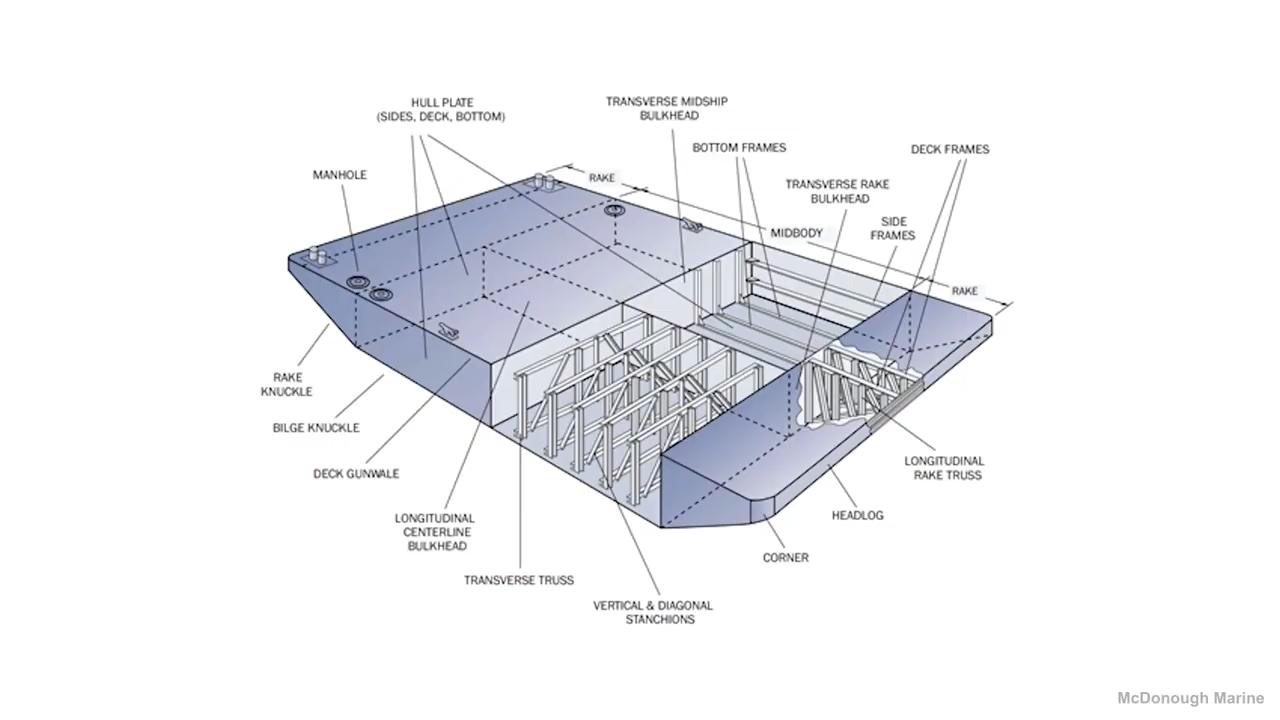 HULL PLATE
(SIDES, DECK, BOTTOM)
TRANSVERSE MIDSHIP
BULKHEAD
BOTTOM FRAMES
DECK FRAMES
MANHOLE
RAKE
TRANSVERSE RAKE
BULKHEAD
MIDBODY
SIDE
FRAMES
RAKE
RAKE
KNUCKLE
BILGE KNUCKLE
DECK GUNWALE
LONGITUDINAL
CENTERLINE
BULKHEAD
TRANSVERSE TRUSS
VERTICAL & DIAGONAL
STANCHIONS
CORNER
HEADLOG
LONGITUDINAL
RAKE TRUSS
McDonough Marine